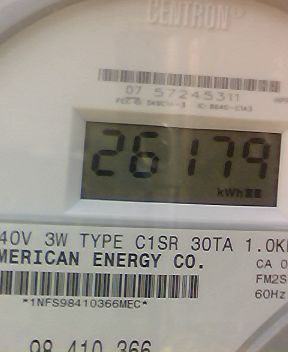 CENTRON®
07 57245311
26179
kWh
40V 3W TYPE C1SR 30TA 1.0K
MERICAN ENERGY CO.
CA 0
FM2S
60Hz
*1NFS98410366MEC*
98 410 366